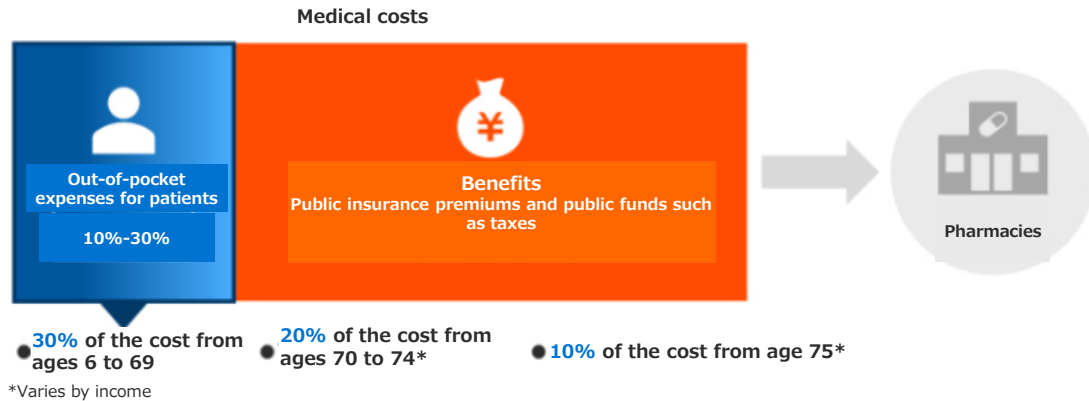 Medical costs
¥
Out-of-pocket
expenses for patients
10%-30%
Benefits
Public insurance premiums and public funds such
as taxes
Pharmacies
●30% of the cost from
ages 6 to 69
●20% of the cost from
ages 70 to 74*
●10% of the cost from age 75*
*Varies by income